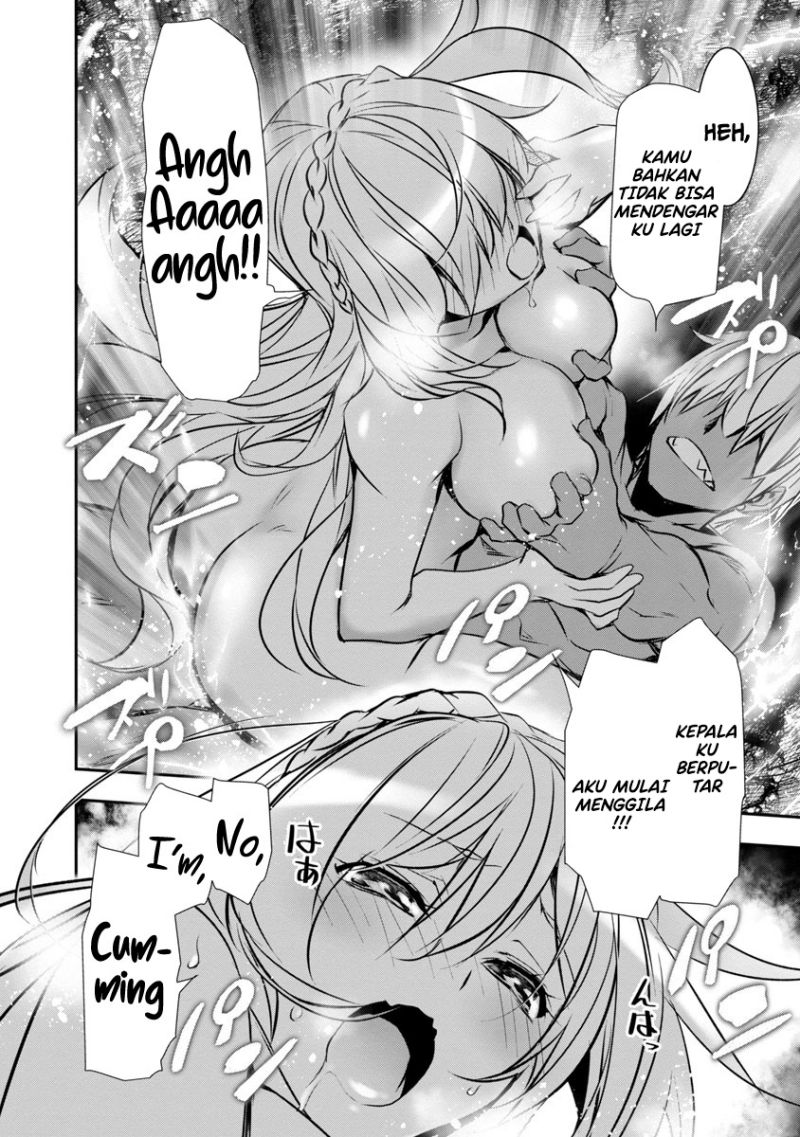 HEH,
KAMU
BAHKAN
TIDAK BISA
MENDENGAR
KU LAGI
Angh
Aaaaa
angh!!
ズプ
ズン
パン
ズプ
KEPALA
KU
BERPU-
TAR
AKU MULAI
MENGGILA
!!!
No,
I'm,
Cum-
ming
はぁ
んはっ
パン
パン